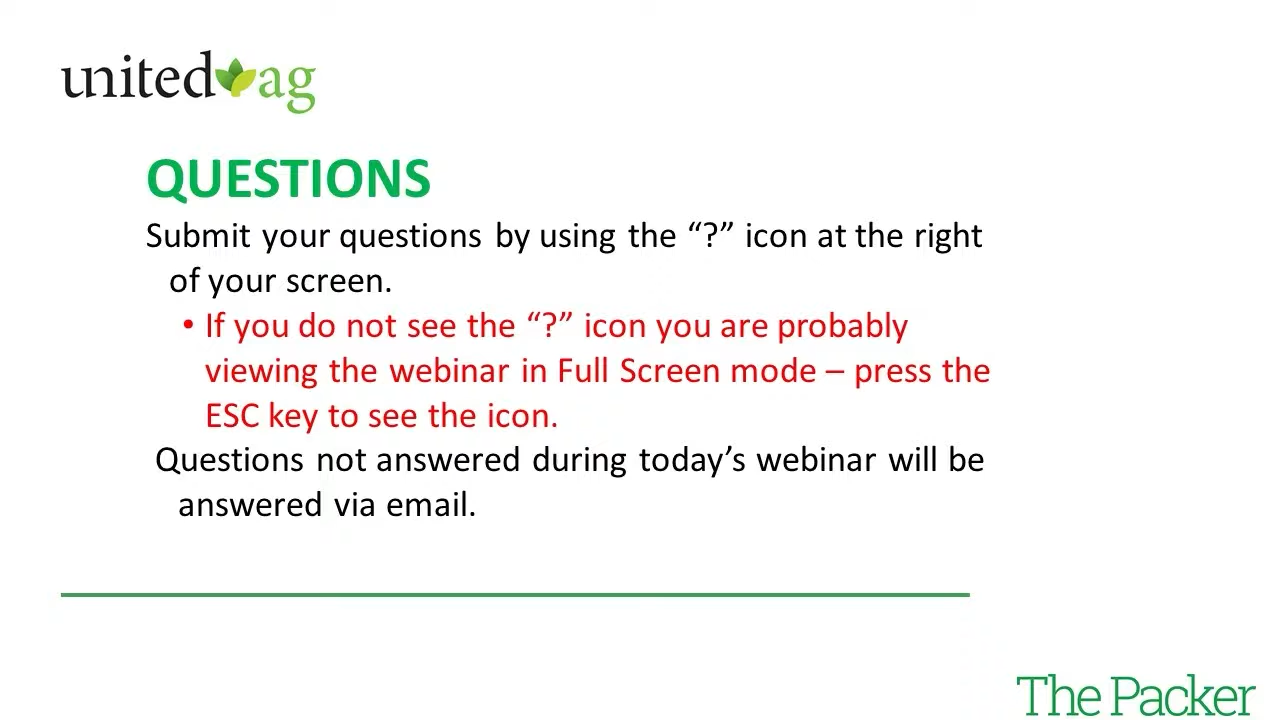 united ag
QUESTIONS
Submit your questions by using the “?” icon at the right
of your screen.
• If you do not see the “?” icon you are probably
viewing the webinar in Full Screen mode – press the
ESC key to see the icon.
Questions not answered during today’s webinar will be
answered via email.
The Packer